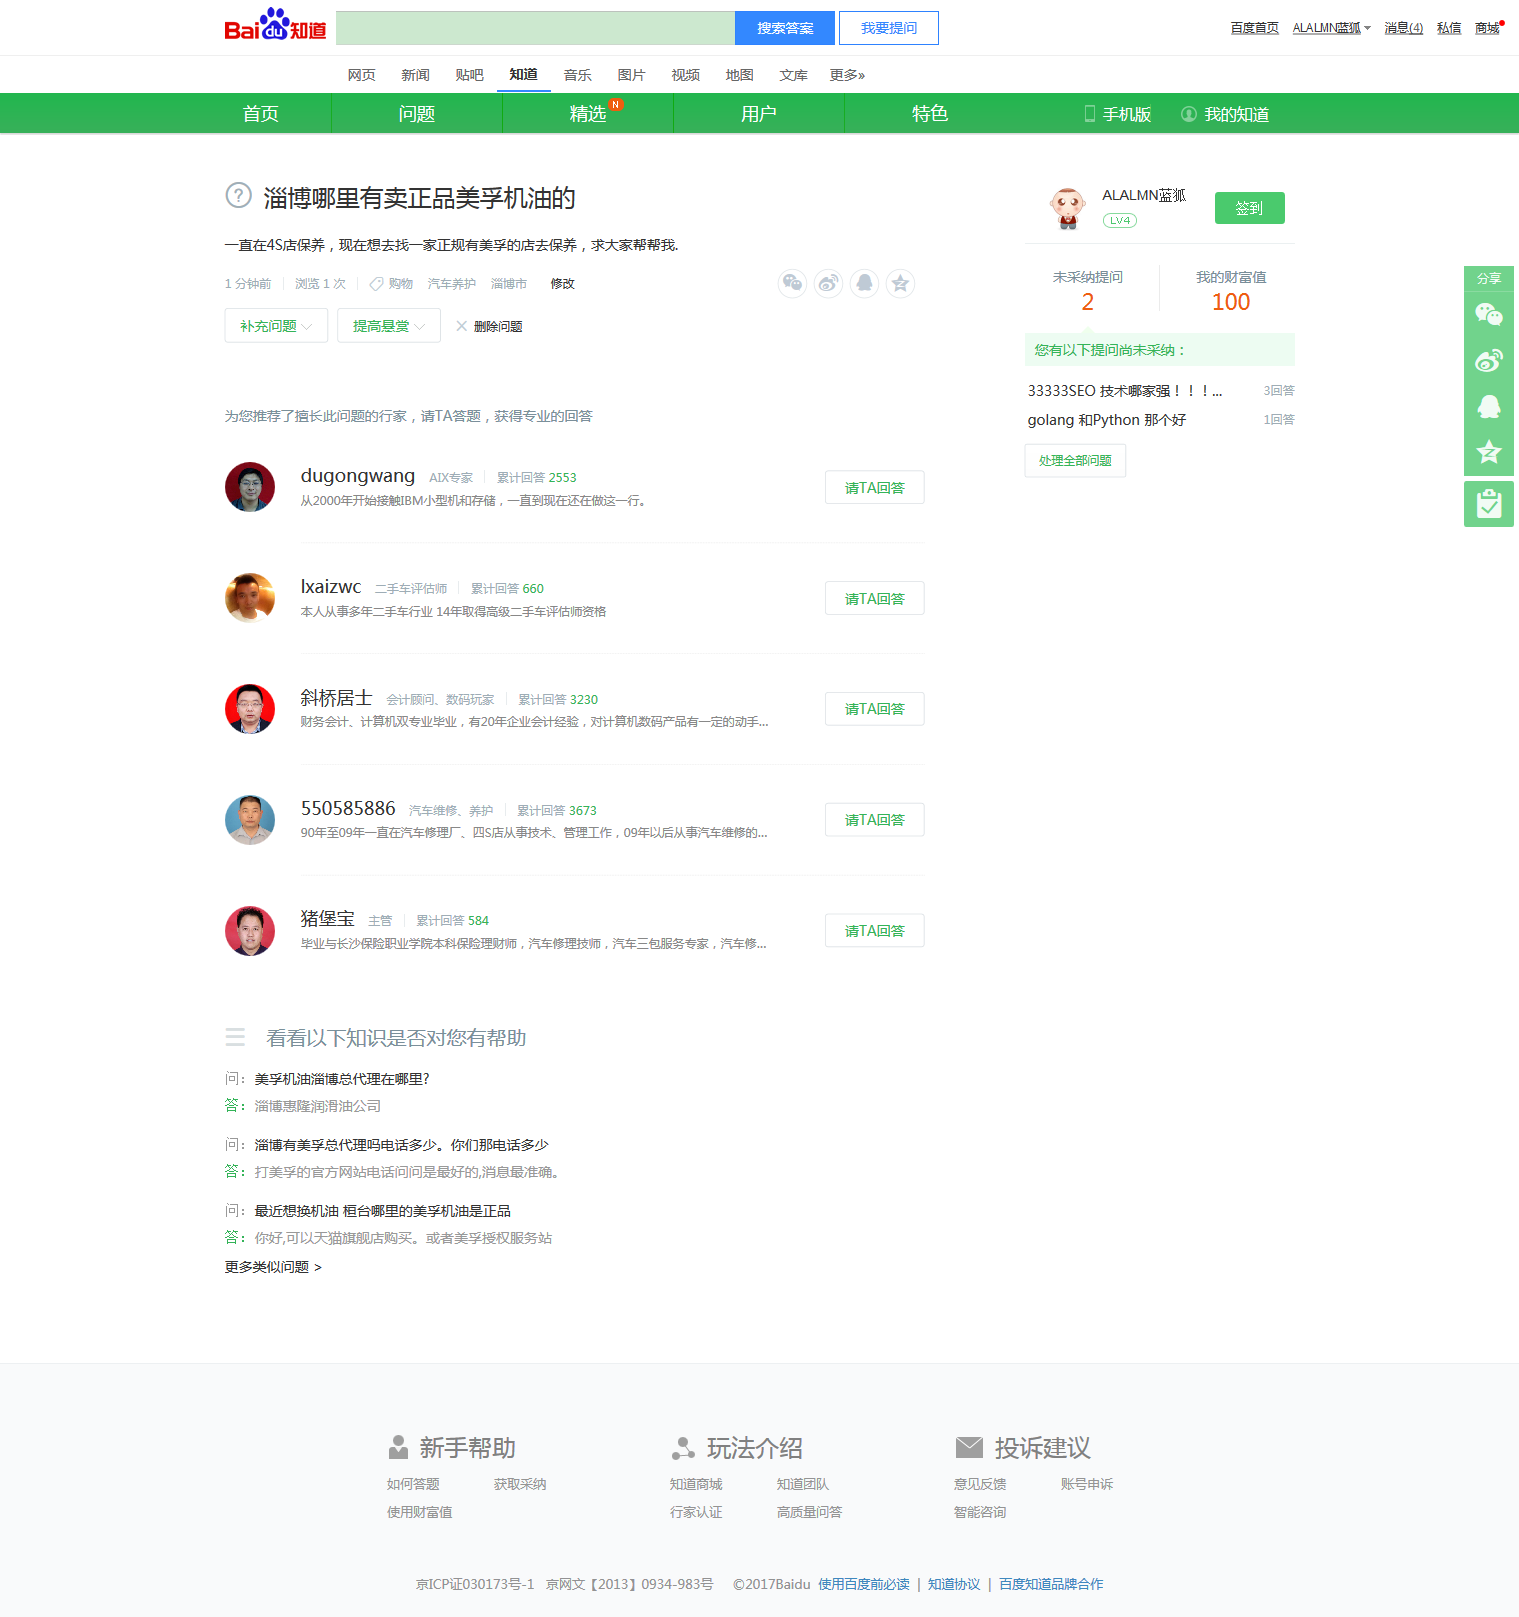 Bai du 知道
搜索答案
我要提问
百度首页 ALALMN蓝狐 消息(4) 私信 商城
网页 新闻 贴吧 知道 音乐 图片 视频 地图 文库 更多»
首页 问题 精选 N 用户 特色 手机版 我的知道
淄博哪里有卖正品美孚机油的
一直在4S店保养，现在想去找一家正规有美孚的店去保养，求大家帮帮我.
1 分钟前 浏览 1 次 购物 汽车养护 淄博市 修改
补充问题 提高悬赏 删除问题
为您推荐了擅长此问题的行家，请TA答题，获得专业的回答
dugongwang AIX专家 累计回答 2553
从2000年开始接触IBM小型机和存储，一直到现在还在做这一行。
请TA回答
lxaizwc 二手车评估师 累计回答 660
本人从事多年二手车行业 14年取得高级二手车评估师资格
请TA回答
斜桥居士 会计顾问、数码玩家 累计回答 3230
财务会计、计算机双专业毕业，有20年企业会计经验，对计算机数码产品有一定的动手...
请TA回答
550585886 汽车维修、养护 累计回答 3673
90年至09年一直在汽车修理厂、四S店从事技术、管理工作，09年以后从事汽车维修的...
请TA回答
猪堡宝 主管 累计回答 584
毕业与长沙保险职业学院本科保险理财师，汽车修理技师，汽车三包服务专家，汽车修...
请TA回答
看看以下知识是否对您有帮助
问： 美孚机油淄博总代理在哪里?
答： 淄博惠隆润滑油公司
问： 淄博有美孚总代理吗电话多少。你们那电话多少
答： 打美孚的官方网站电话问问是最好的,消息最准确。
问： 最近想换机油 桓台哪里的美孚机油是正品
答： 你好,可以天猫旗舰店购买。或者美孚授权服务站
更多类似问题 >
ALALMN蓝狐
LV4
签到
未采纳提问 我的财富值
2 100
您有以下提问尚未采纳：
33333SEO 技术哪家强！！！... 3回答
golang 和Python 那个好 1回答
处理全部问题
分享
新手帮助
如何答题 获取采纳
使用财富值
玩法介绍
知道商城 知道团队
行家认证 高质量问答
投诉建议
意见反馈 账号申诉
智能咨询
京ICP证030173号-1 京网文【2013】0934-983号 ©2017Baidu 使用百度前必读 | 知道协议 | 百度知道品牌合作